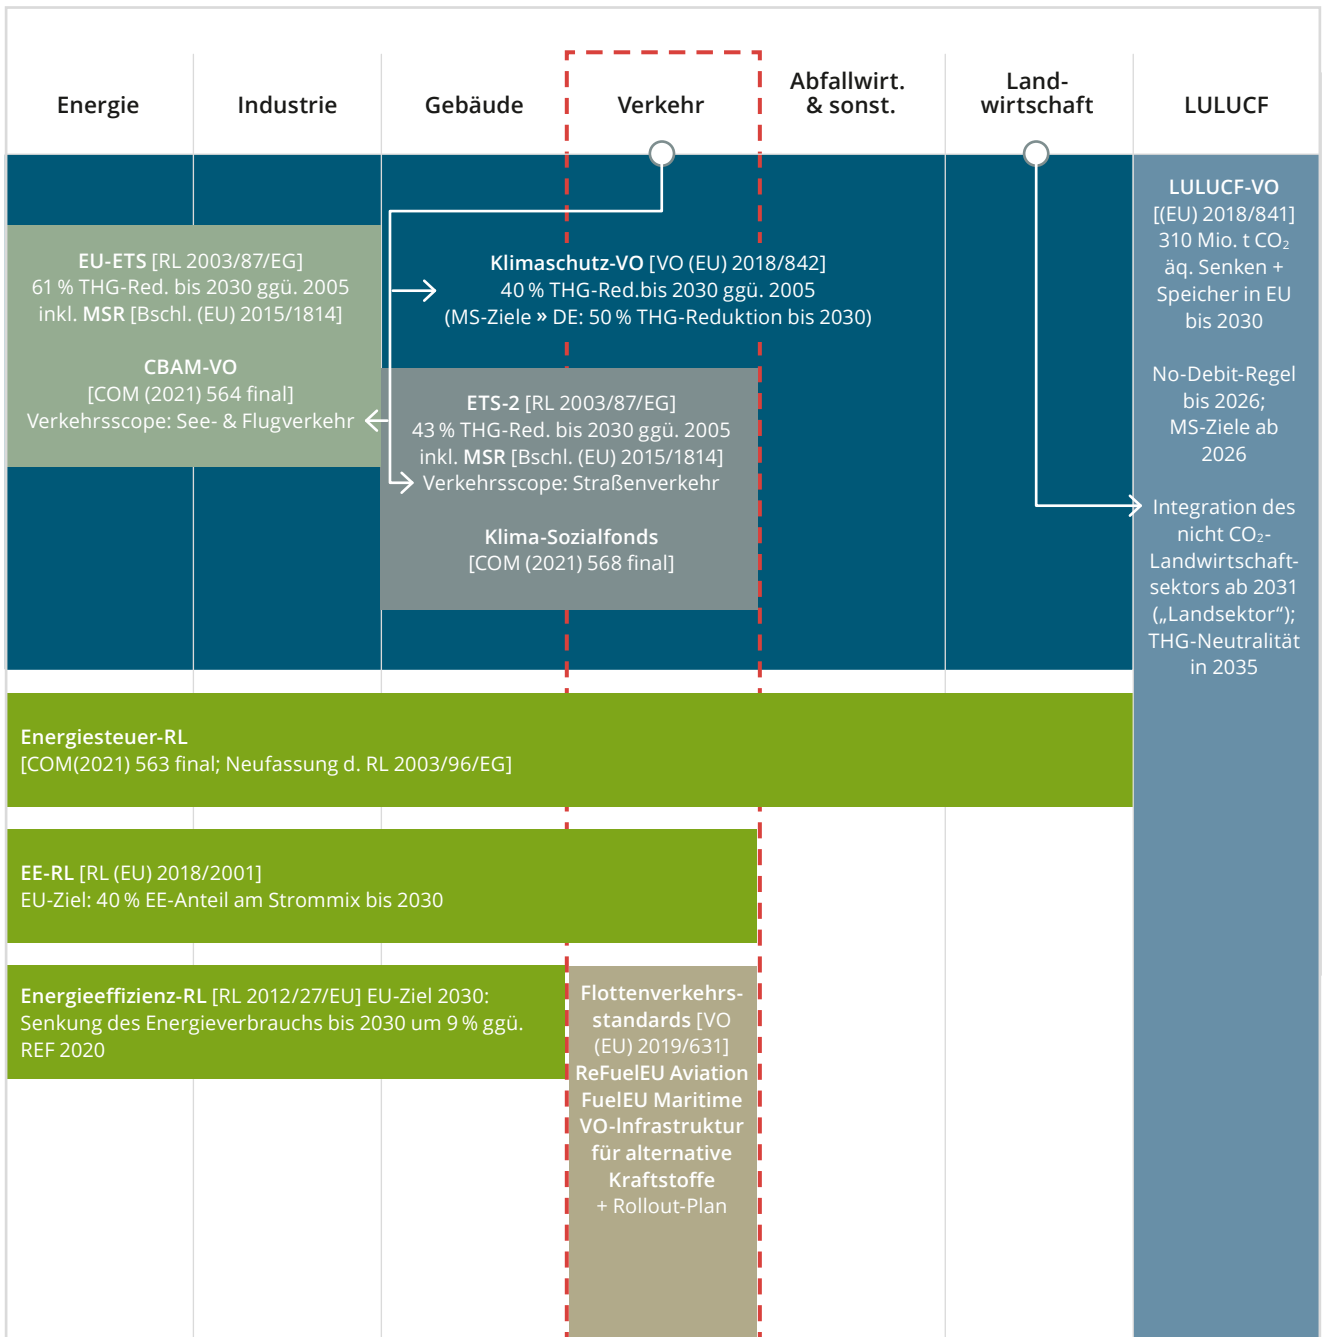 Energie
Industrie
Gebäude
Verkehr
Abfallwirt.
& sonst.
Land-
wirtschaft
LULUCF
EU-ETS [RL 2003/87/EG]
61 % THG-Red. bis 2030 ggü. 2005
inkl. MSR [Bschl. (EU) 2015/1814]
CBAM-VO
[COM (2021) 564 final]
Verkehrsscope: See- & Flugverkehr
Klimaschutz-VO [VO (EU) 2018/842]
40 % THG-Red.bis 2030 ggü. 2005
(MS-Ziele » DE: 50 % THG-Reduktion bis 2030)
ETS-2 [RL 2003/87/EG]
43 % THG-Red. bis 2030 ggü. 2005
inkl. MSR [Bschl. (EU) 2015/1814]
Verkehrsscope: Straßenverkehr
Klima-Sozialfonds
[COM (2021) 568 final]
LULUCF-VO
[(EU) 2018/841]
310 Mio. t CO₂
äq. Senken +
Speicher in EU
bis 2030
No-Debit-Regel
bis 2026;
MS-Ziele ab
2026
Integration des
nicht CO₂-
Landwirtschaft-
sektors ab 2031
(„Landsektor“);
THG-Neutralität
in 2035
Energiesteuer-RL
[COM(2021) 563 final; Neufassung d. RL 2003/96/EG]
EE-RL [RL (EU) 2018/2001]
EU-Ziel: 40 % EE-Anteil am Strommix bis 2030
Energieeffizienz-RL [RL 2012/27/EU] EU-Ziel 2030:
Senkung des Energieverbrauchs bis 2030 um 9 % ggü.
REF 2020
Flottenverkehrs-
standards [VO
(EU) 2019/631]
ReFuelEU Aviation
FuelEU Maritime
VO-Infrastruktur
für alternative
Kraftstoffe
+ Rollout-Plan